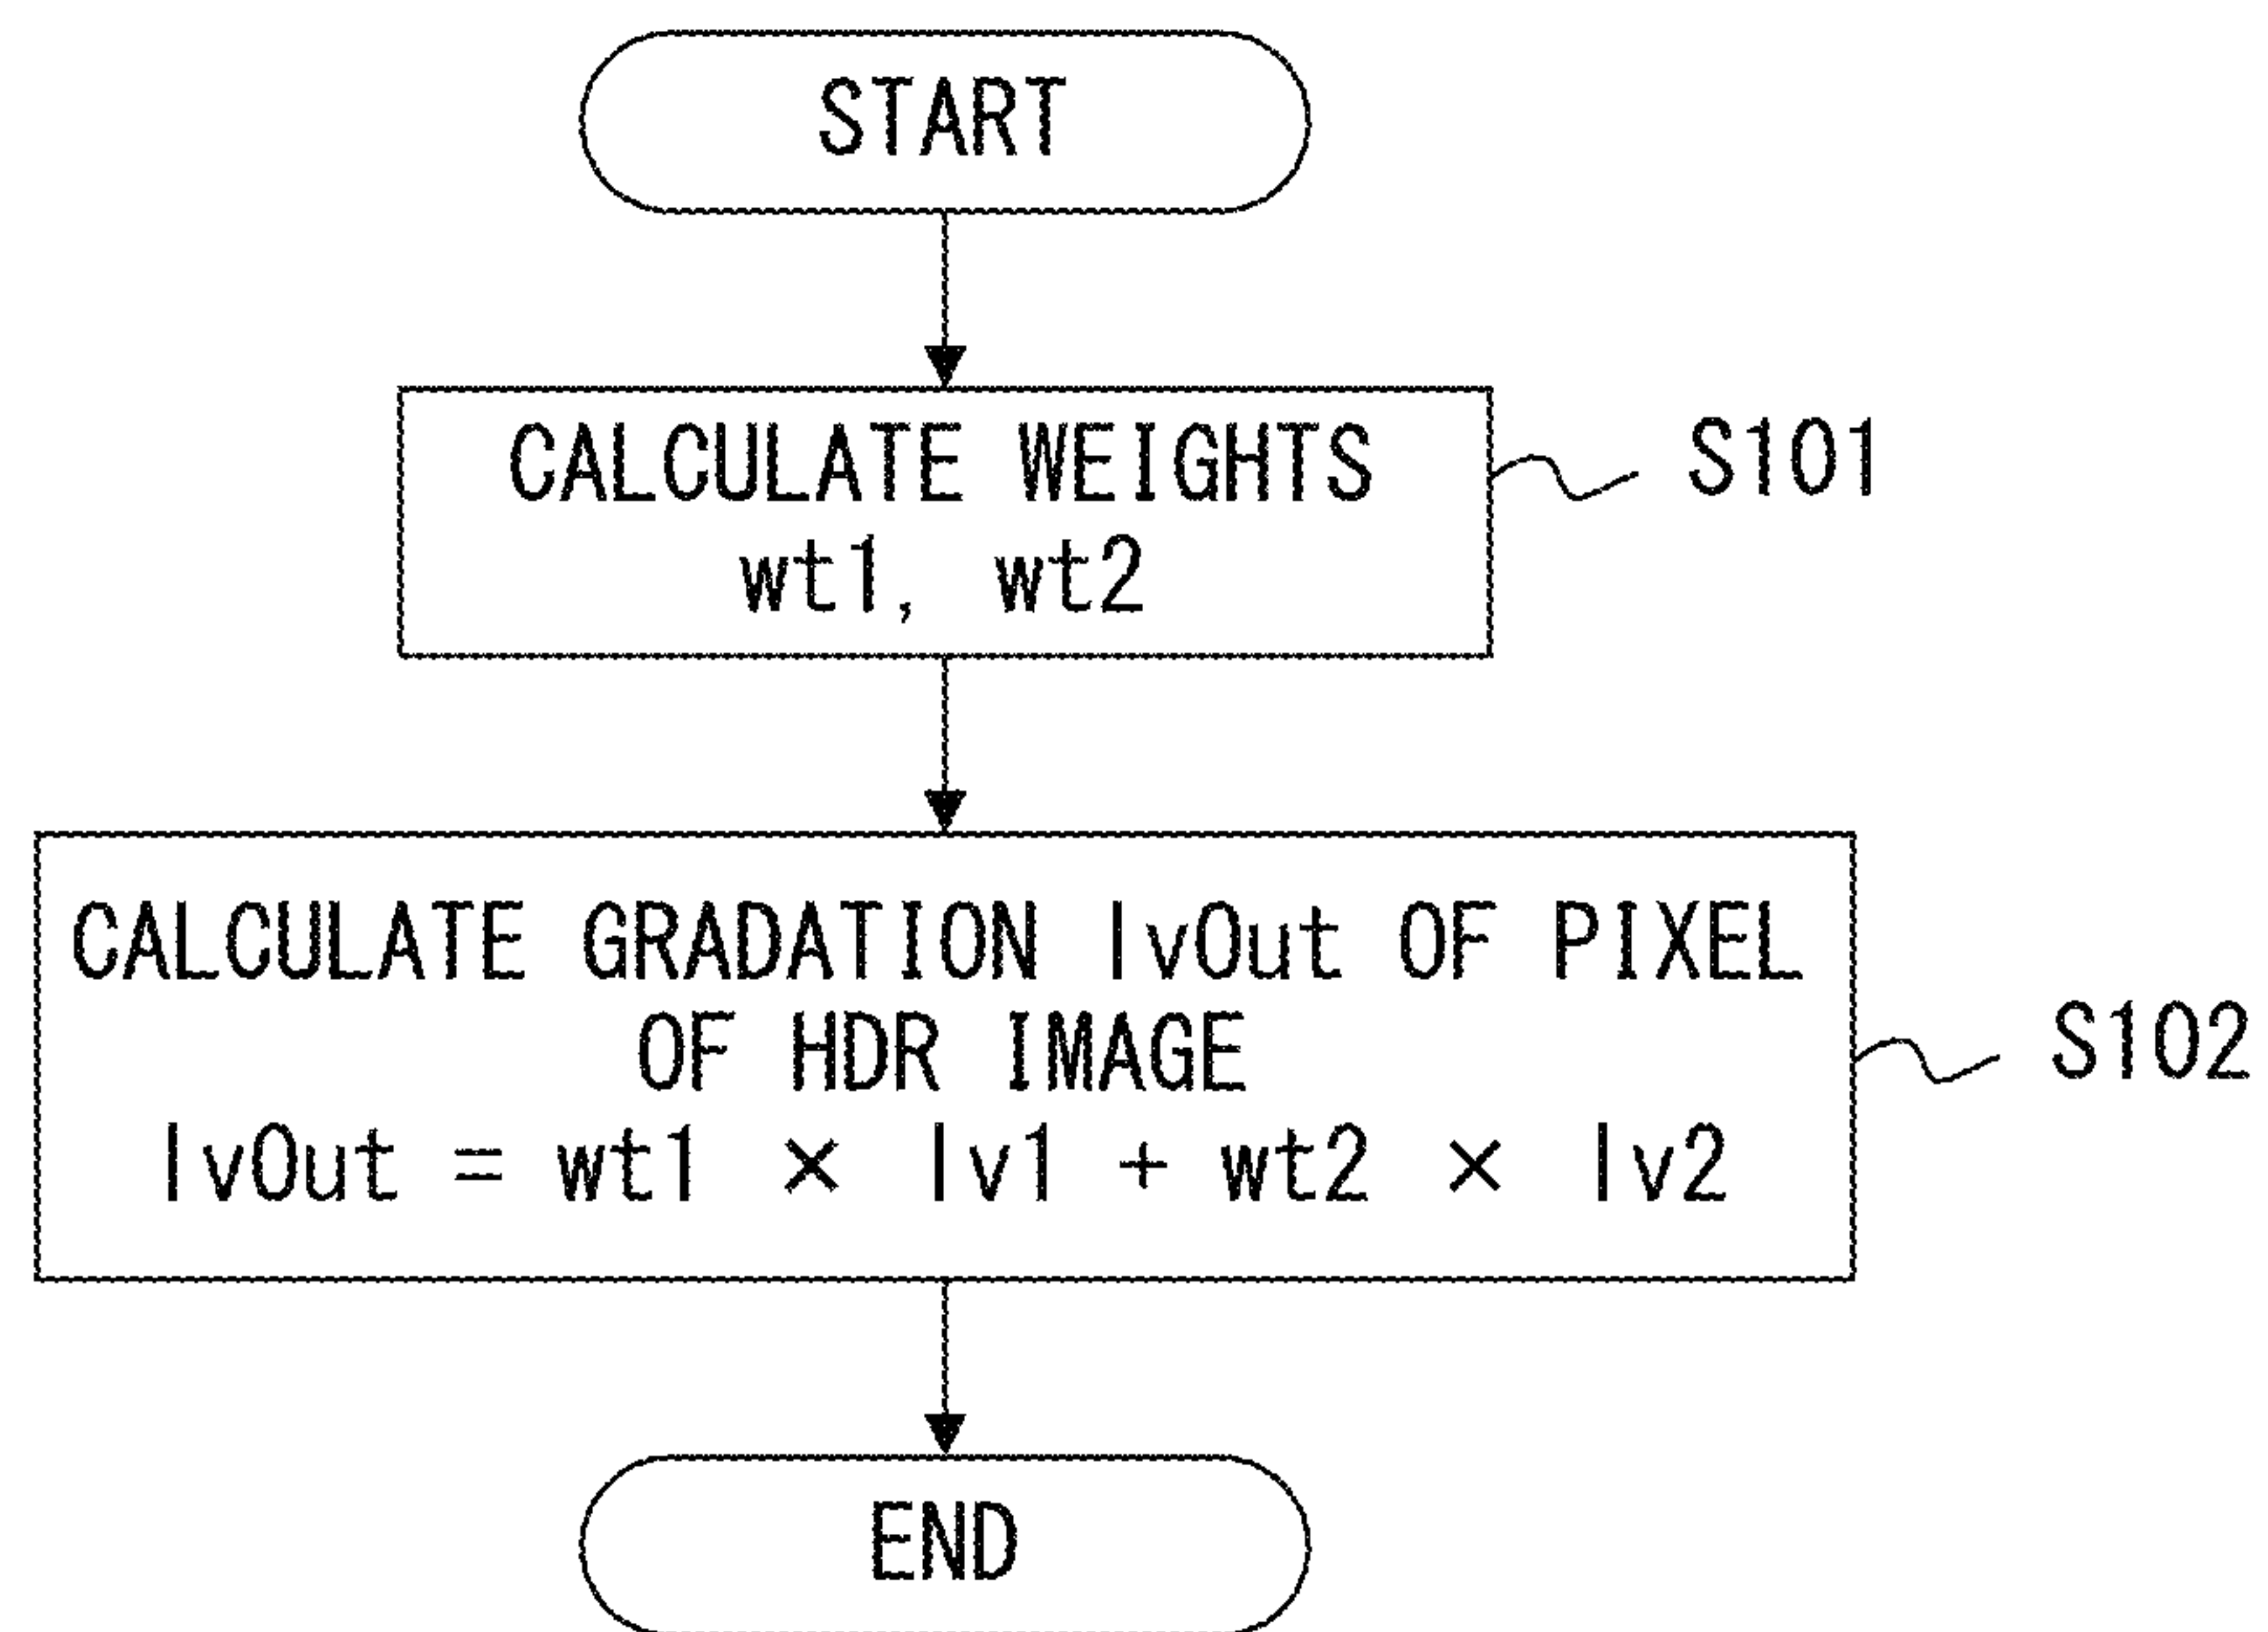 START
CALCULATE WEIGHTS
wt1, wt2
S101
CALCULATE GRADATION lvOut OF PIXEL
OF HDR IMAGE
lvOut = wt1 × lv1 + wt2 × lv2
S102
END